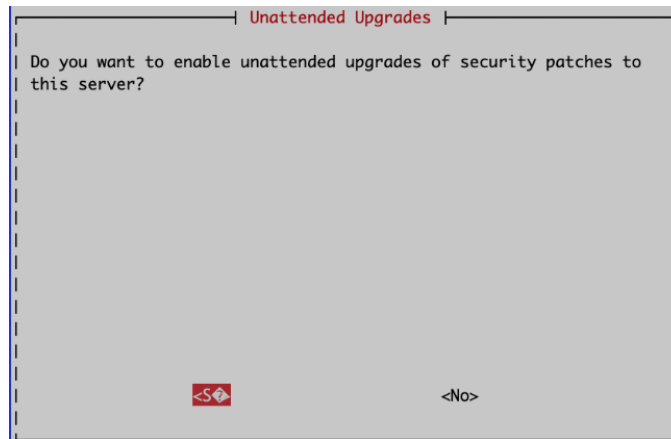 Unattended Upgrades
Do you want to enable unattended upgrades of security patches to
this server?
<S�> <No>